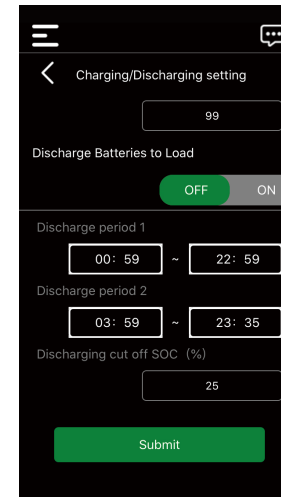 Charging/Discharging setting
99
Discharge Batteries to Load
OFF ON
Discharge period 1
00: 59 ~ 22: 59
Discharge period 2
03: 59 ~ 23: 35
Discharging cut off SOC (%)
25
Submit